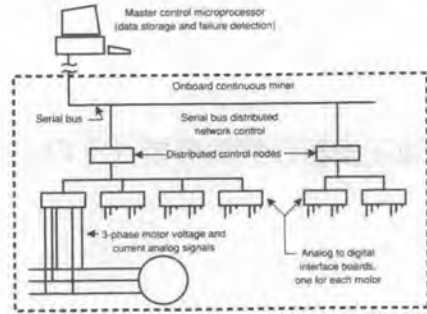 Master control microprocessor
(data storage and failure detection)
Onboard continuous miner
Serial bus
Serial bus distributed
network control
Distributed control nodes
3-phase motor voltage and
current analog signals
Analog to digital
interface boards,
one for each motor